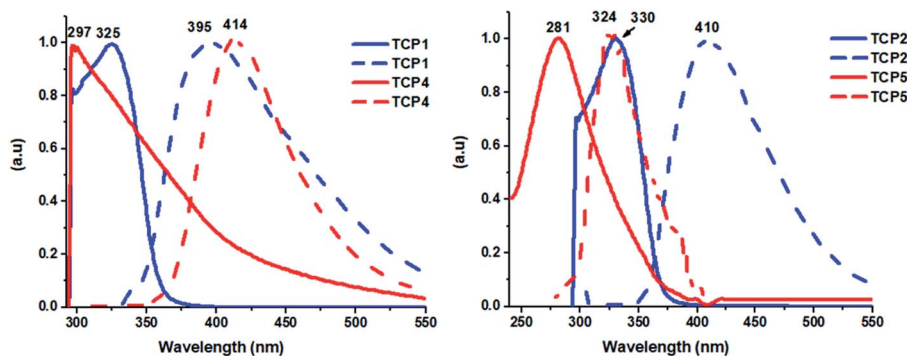 297 325 395 414
TCP1
TCP1
TCP4
TCP4
1.0
0.8
0.6
0.4
0.2
0.0
(a.u)
300 350 400 450 500 550
Wavelength (nm)
281 324 330 410
TCP2
TCP2
TCP5
TCP5
1.0
0.8
0.6
0.4
0.2
0.0
(a.u)
250 300 350 400 450 500 550
Wavelength (nm)